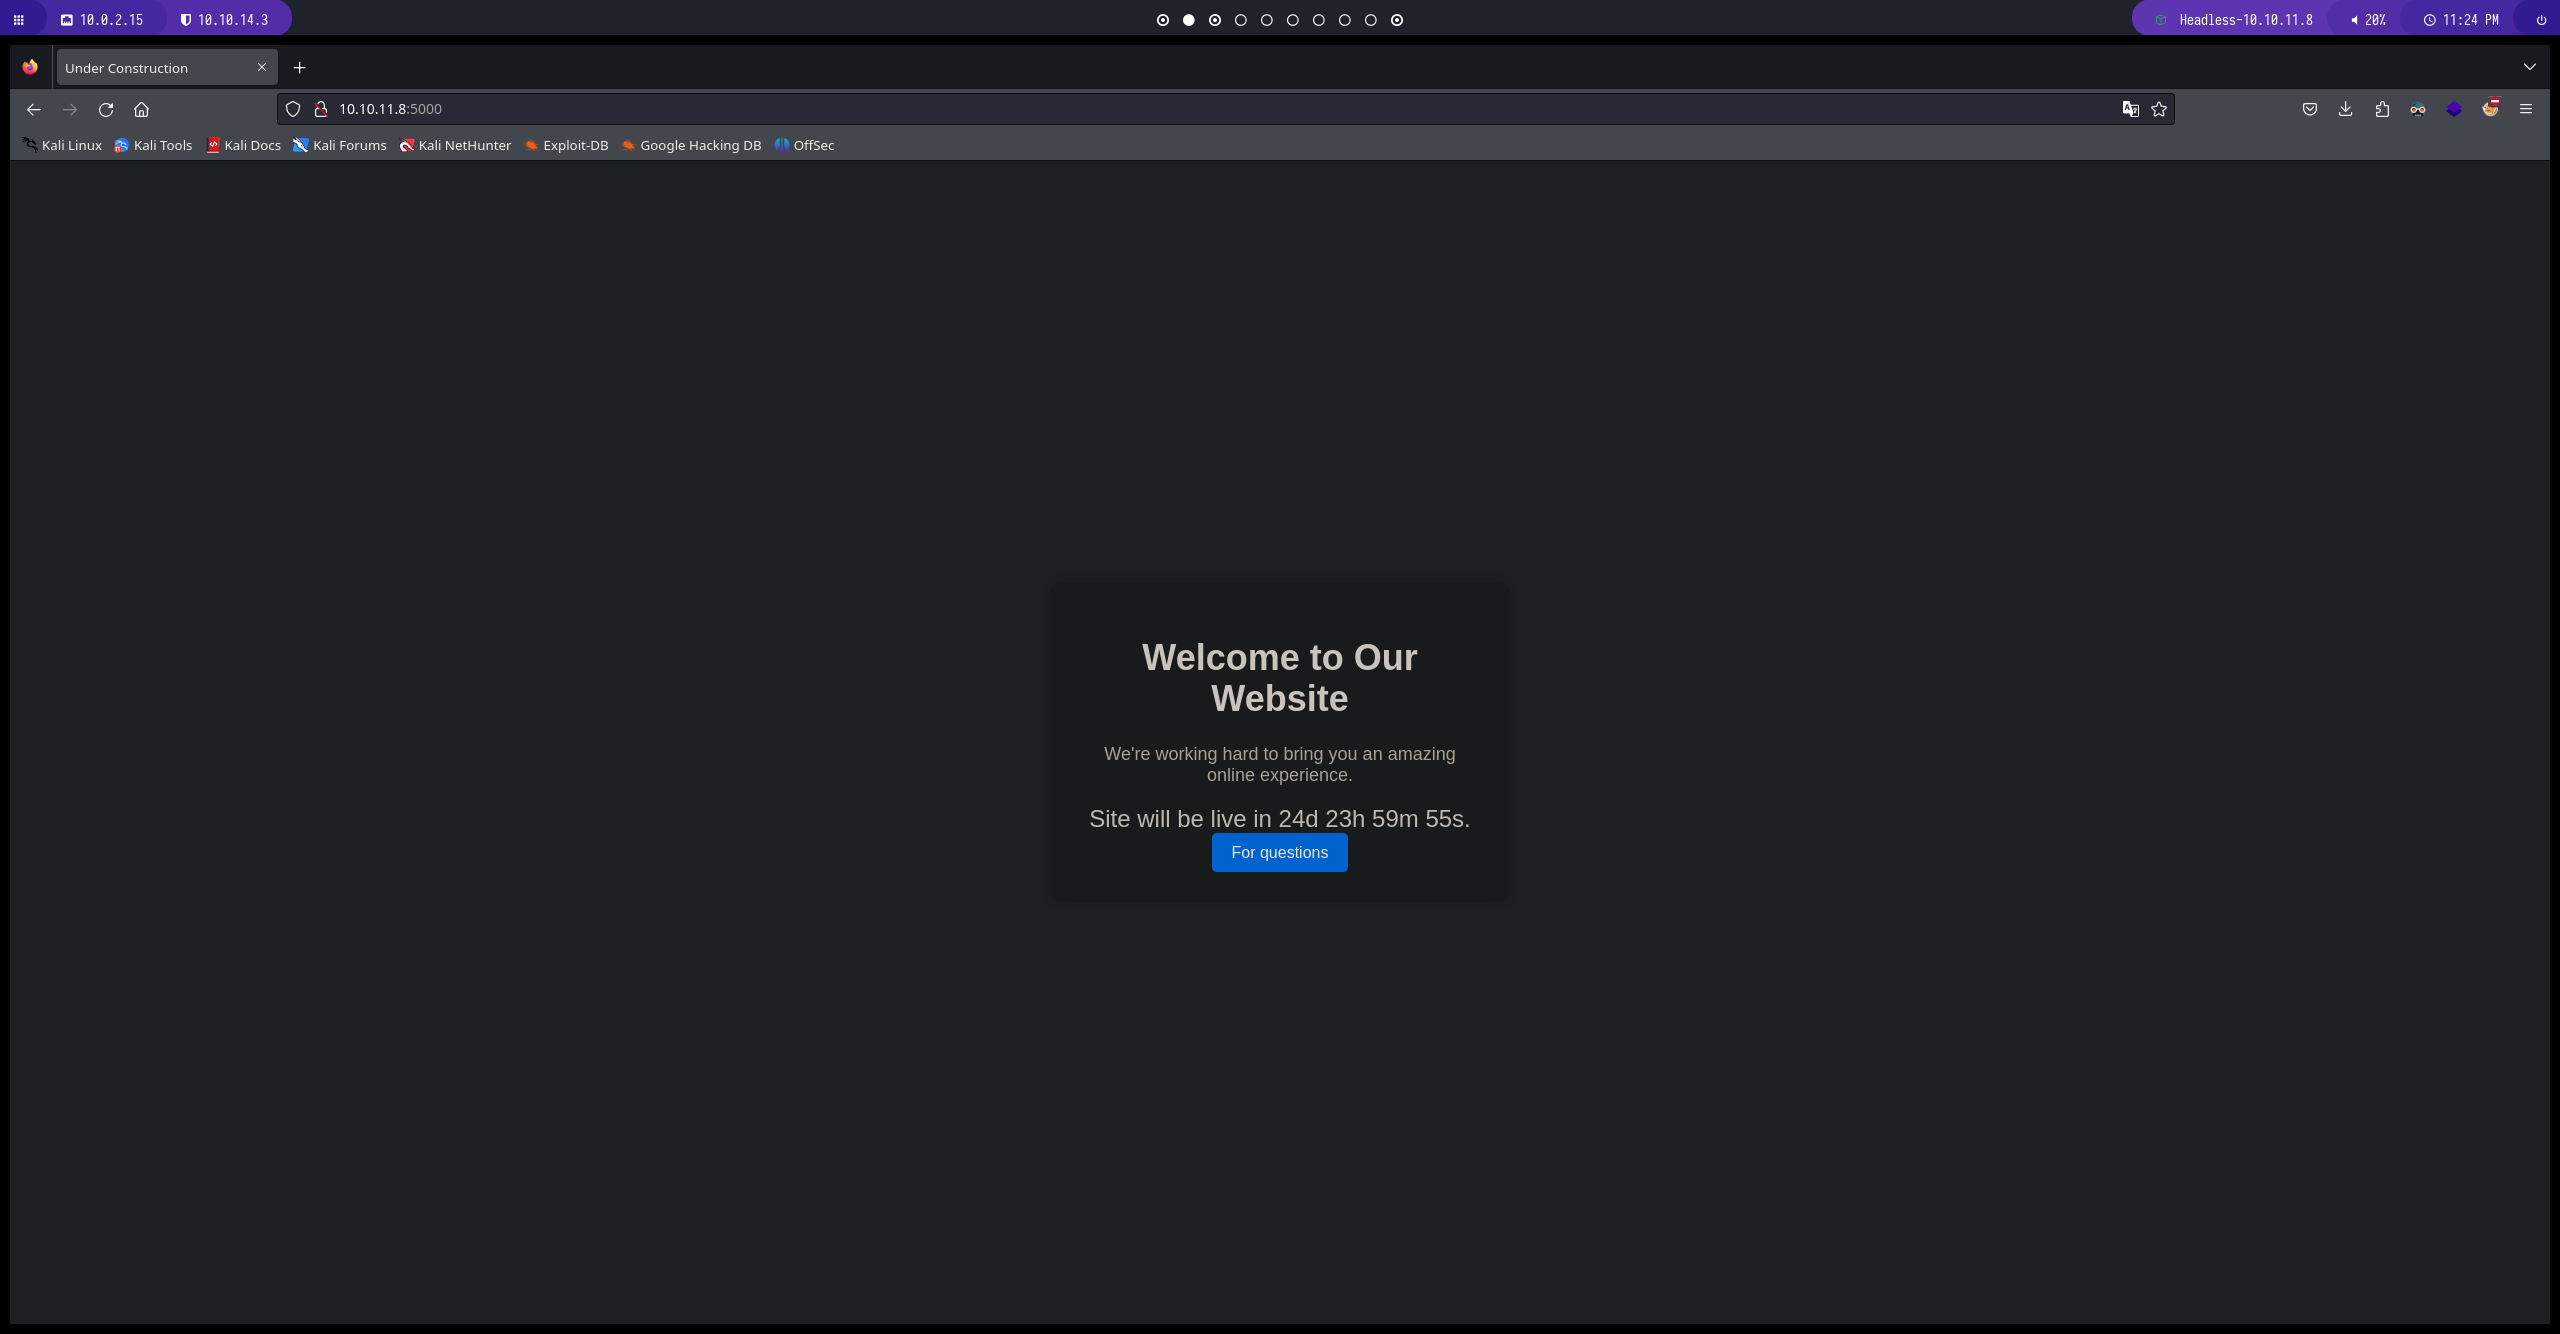 10.0.2.15 10.10.14.3 Headless-10.10.11.8 20% 11:24 PM
Under Construction
10.10.11.8:5000
Kali Linux Kali Tools Kali Docs Kali Forums Kali NetHunter Exploit-DB Google Hacking DB OffSec
Welcome to Our
Website
We're working hard to bring you an amazing
online experience.
Site will be live in 24d 23h 59m 55s.
For questions